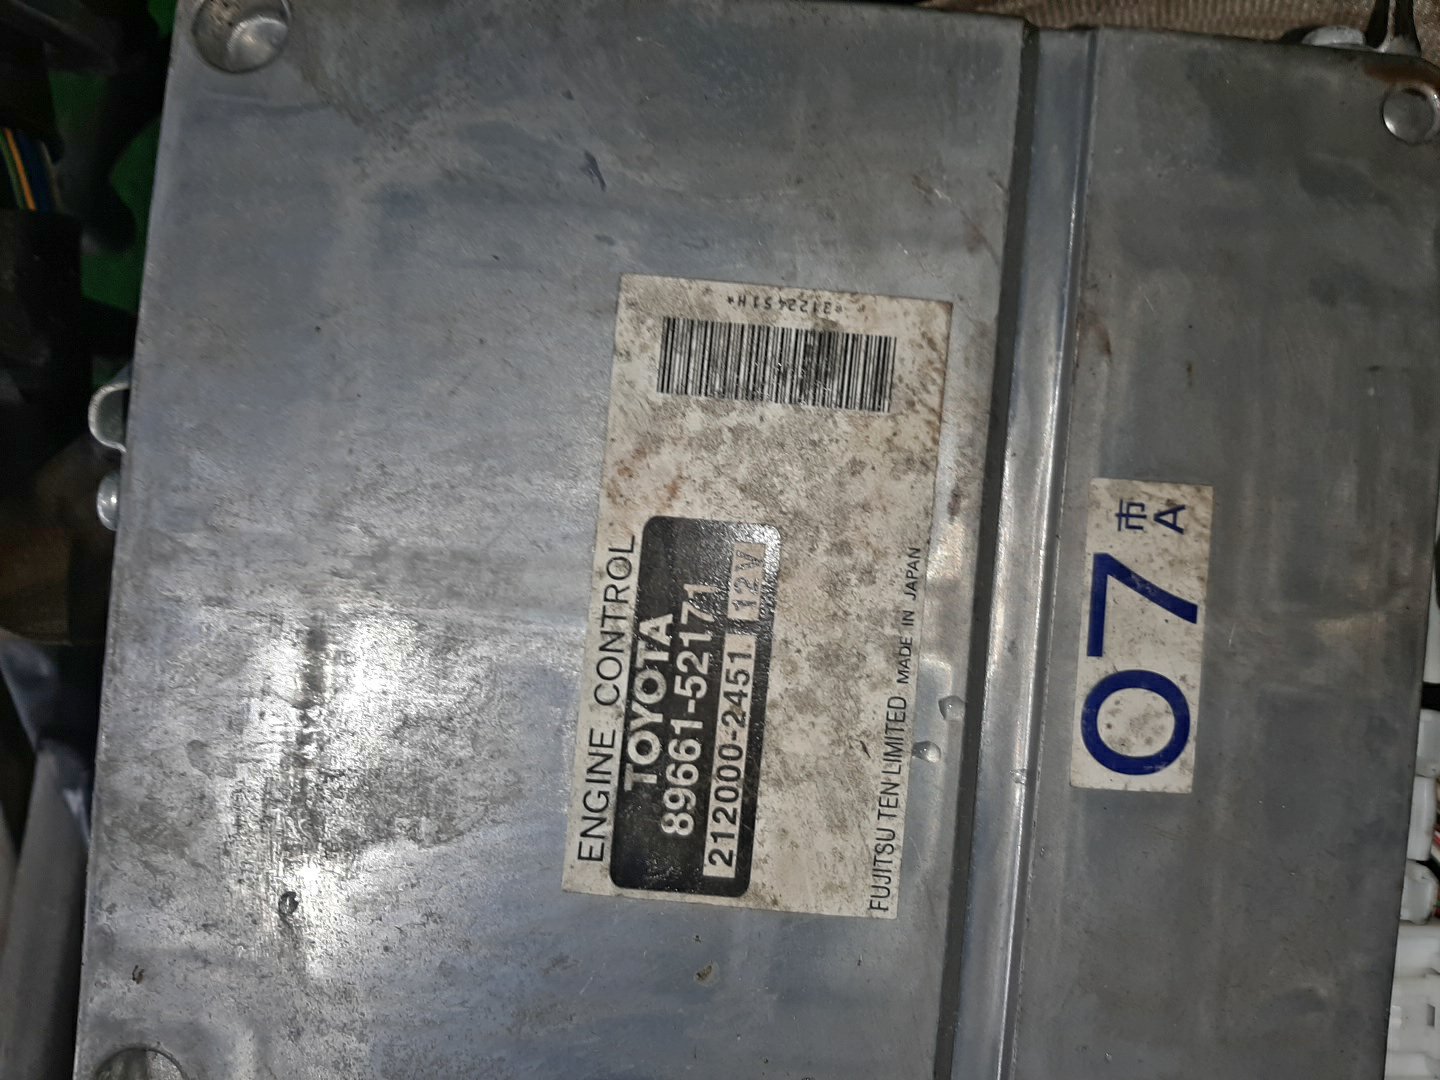 ENGINE CONTROL
TOYOTA
89661-52171
212000-2451 12V
FUJITSU TEN LIMITED MADE IN JAPAN
07
市
A